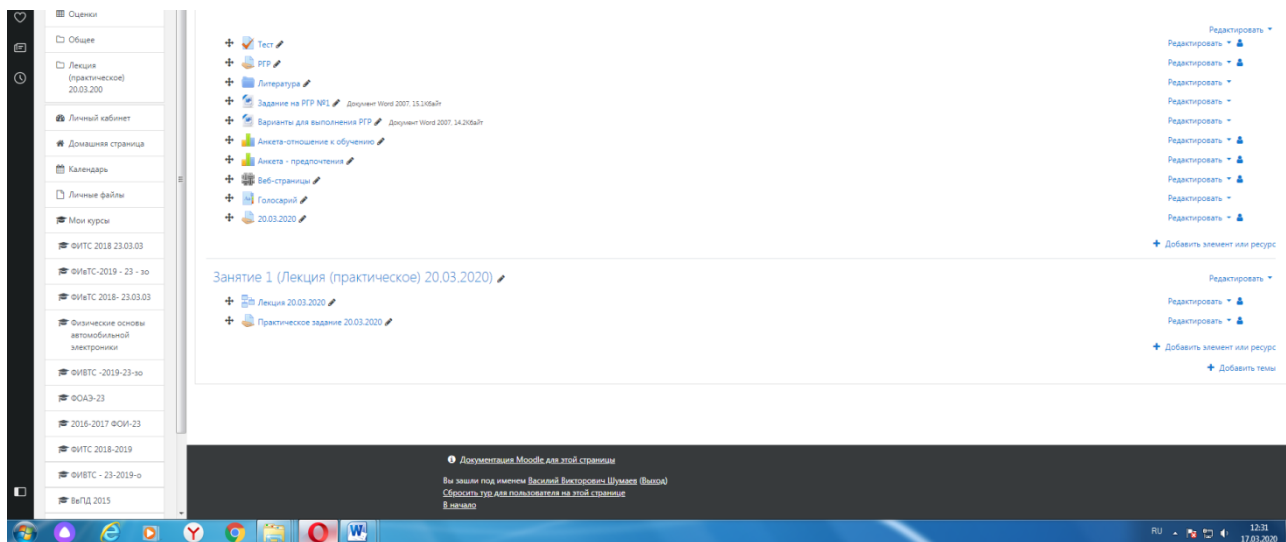 Оценки
Общее
Лекция
(практическое)
20.03.200
Личный кабинет
Домашняя страница
Календарь
Личные файлы
Мои курсы
ФИТС 2018 23.03.03
ФИвТС-2019 - 23 - зо
ФИвТС 2018- 23.03.03
Физические основы
автомобильной
электроники
ФИВТС -2019-23-зо
ФОАЭ-23
2016-2017 ФОИ-23
ФИТС 2018-2019
ФИВТС - 23-2019-о
ВвПД 2015
Редактировать
Тест Редактировать
РГР Редактировать
Литература Редактировать
Задание на РГР №1 Документ Word 2007. 15.1Кбайт Редактировать
Варианты для выполнения РГР Документ Word 2007. 14.2Кбайт Редактировать
Анкета-отношение к обучению Редактировать
Анкета - предпочтения Редактировать
Веб-страницы Редактировать
Голосарий Редактировать
20.03.2020 Редактировать
+ Добавить элемент или ресурс
Занятие 1 (Лекция (практическое) 20.03.2020) Редактировать
Лекция 20.03.2020 Редактировать
Практическое задание 20.03.2020 Редактировать
+ Добавить элемент или ресурс
+ Добавить темы
Документация Moodle для этой страницы
Вы зашли под именем Василий Викторович Шумаев (Выход)
Сбросить тур для пользователя на этой странице
В начало
RU 12:31
17.03.2020